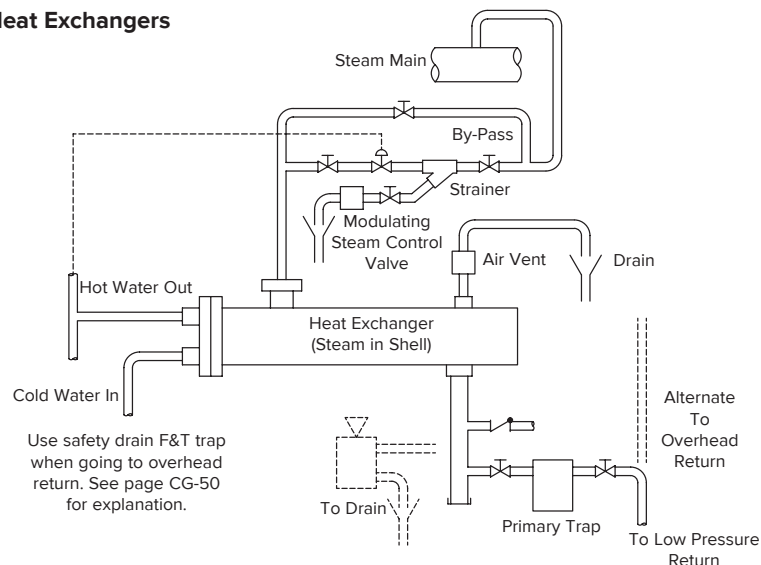 Heat Exchangers
Steam Main
By-Pass
Strainer
Modulating
Steam Control
Valve
Air Vent
Drain
Hot Water Out
Heat Exchanger
(Steam in Shell)
Cold Water In
Use safety drain F&T trap
when going to overhead
return. See page CG-50
for explanation.
Alternate
To
Overhead
Return
To Drain
Primary Trap
To Low Pressure
Return